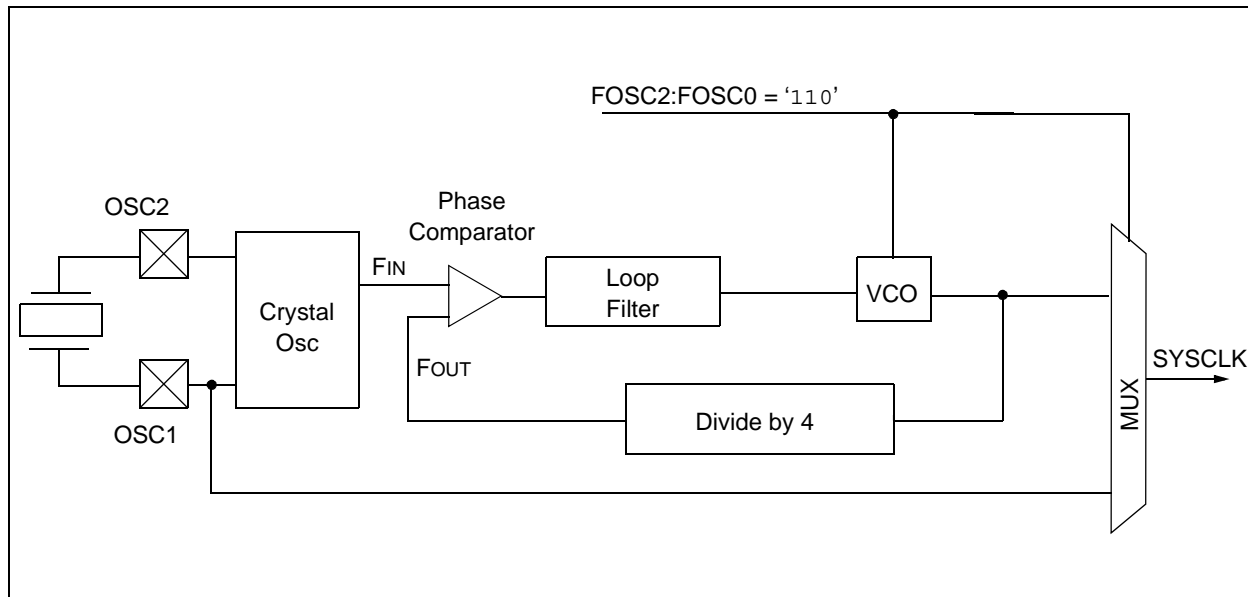 FOSC2:FOSC0 = ‘110’
OSC2
Phase
Comparator
FIN
Crystal
Osc
Loop
Filter
VCO
FOUT
SYSCLK
OSC1
Divide by 4
MUX